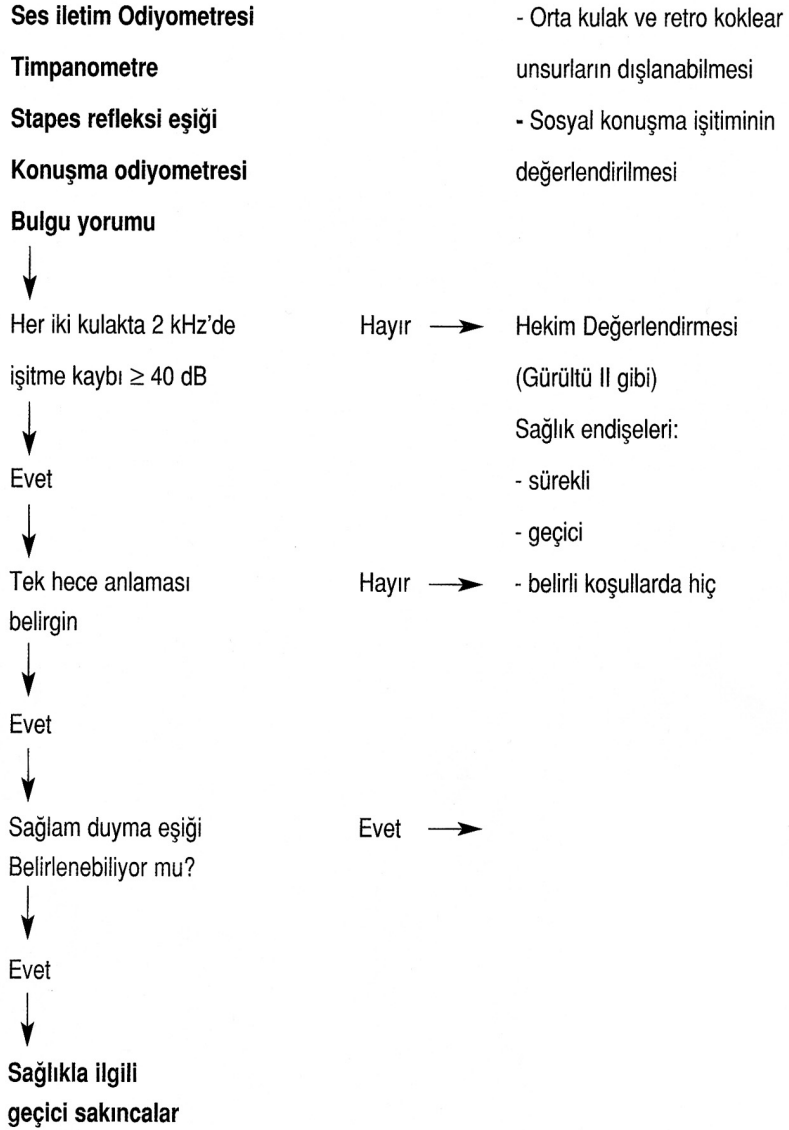 Ses iletim Odiyometresi
Timpanometre
Stapes refleksi eşiği
Konuşma odiyometresi
Bulgu yorumu
- Orta kulak ve retro koklear
unsurların dışlanabilmesi
- Sosyal konuşma işitiminin
değerlendirilmesi
Her iki kulakta 2 kHz'de
işitme kaybı ≥ 40 dB
Hayır
Hekim Değerlendirmesi
(Gürültü II gibi)
Sağlık endişeleri:
- sürekli
- geçici
- belirli koşullarda hiç
Evet
Tek hece anlaması
belirgin
Hayır
Evet
Sağlam duyma eşiği
Belirlenebiliyor mu?
Evet
Evet
Sağlıkla ilgili
geçici sakıncalar